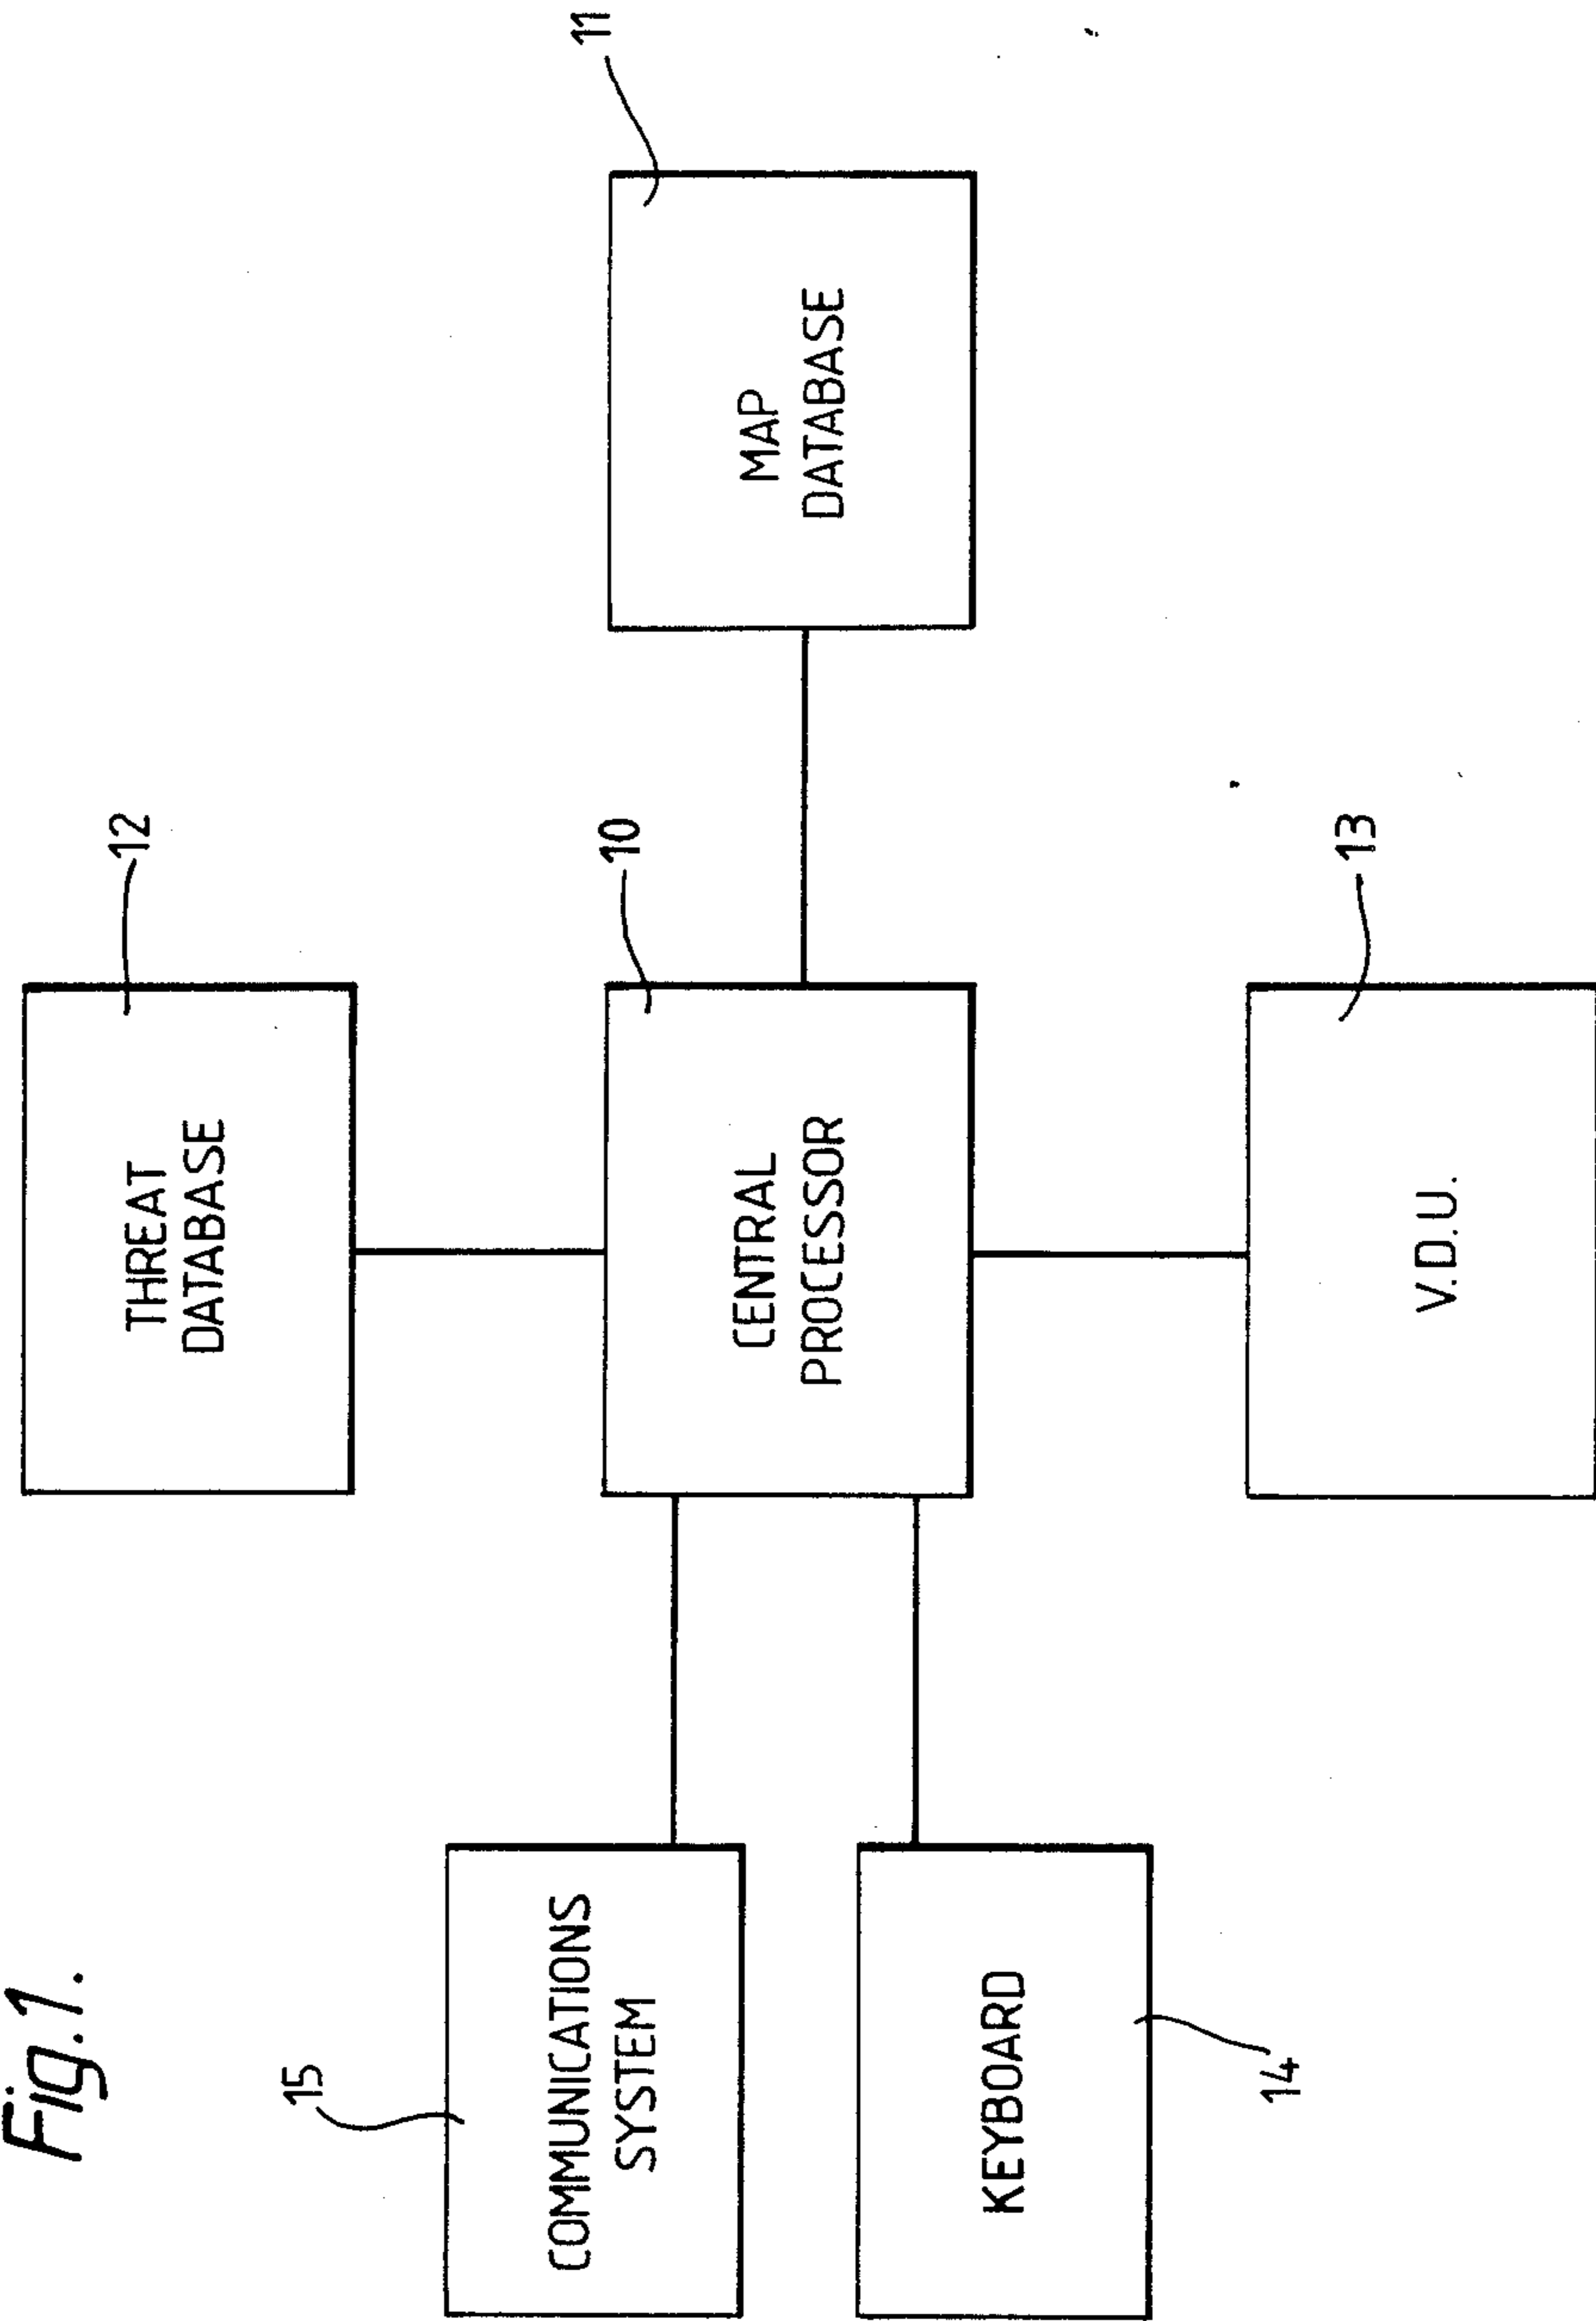 Fig.1.
12
THREAT
DATABASE
15
COMMUNICATIONS
SYSTEM
10
CENTRAL
PROCESSOR
11
MAP
DATABASE
KEYBOARD
14
13
V.D.U.